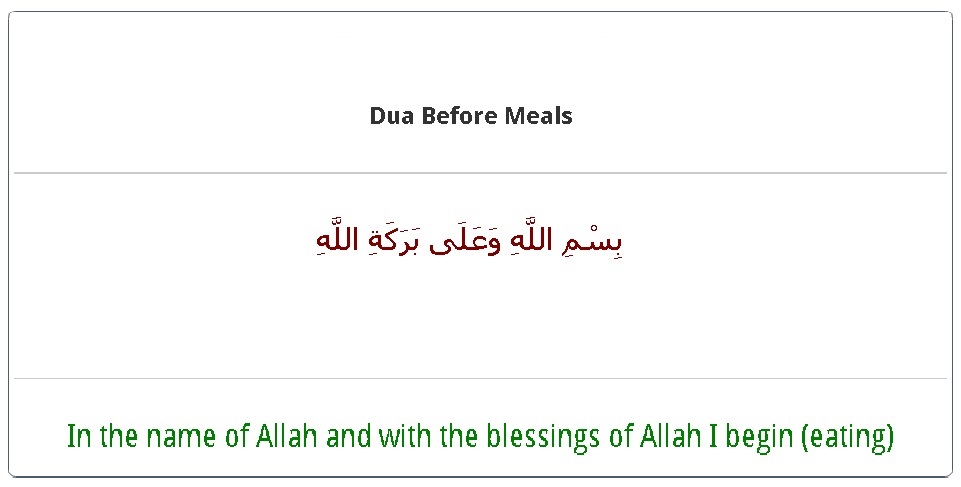 Dua Before Meals
بِسْمِ اللَّهِ وَعَلَى بَرَكَةِ اللَّهِ
In the name of Allah and with the blessings of Allah I begin (eating)